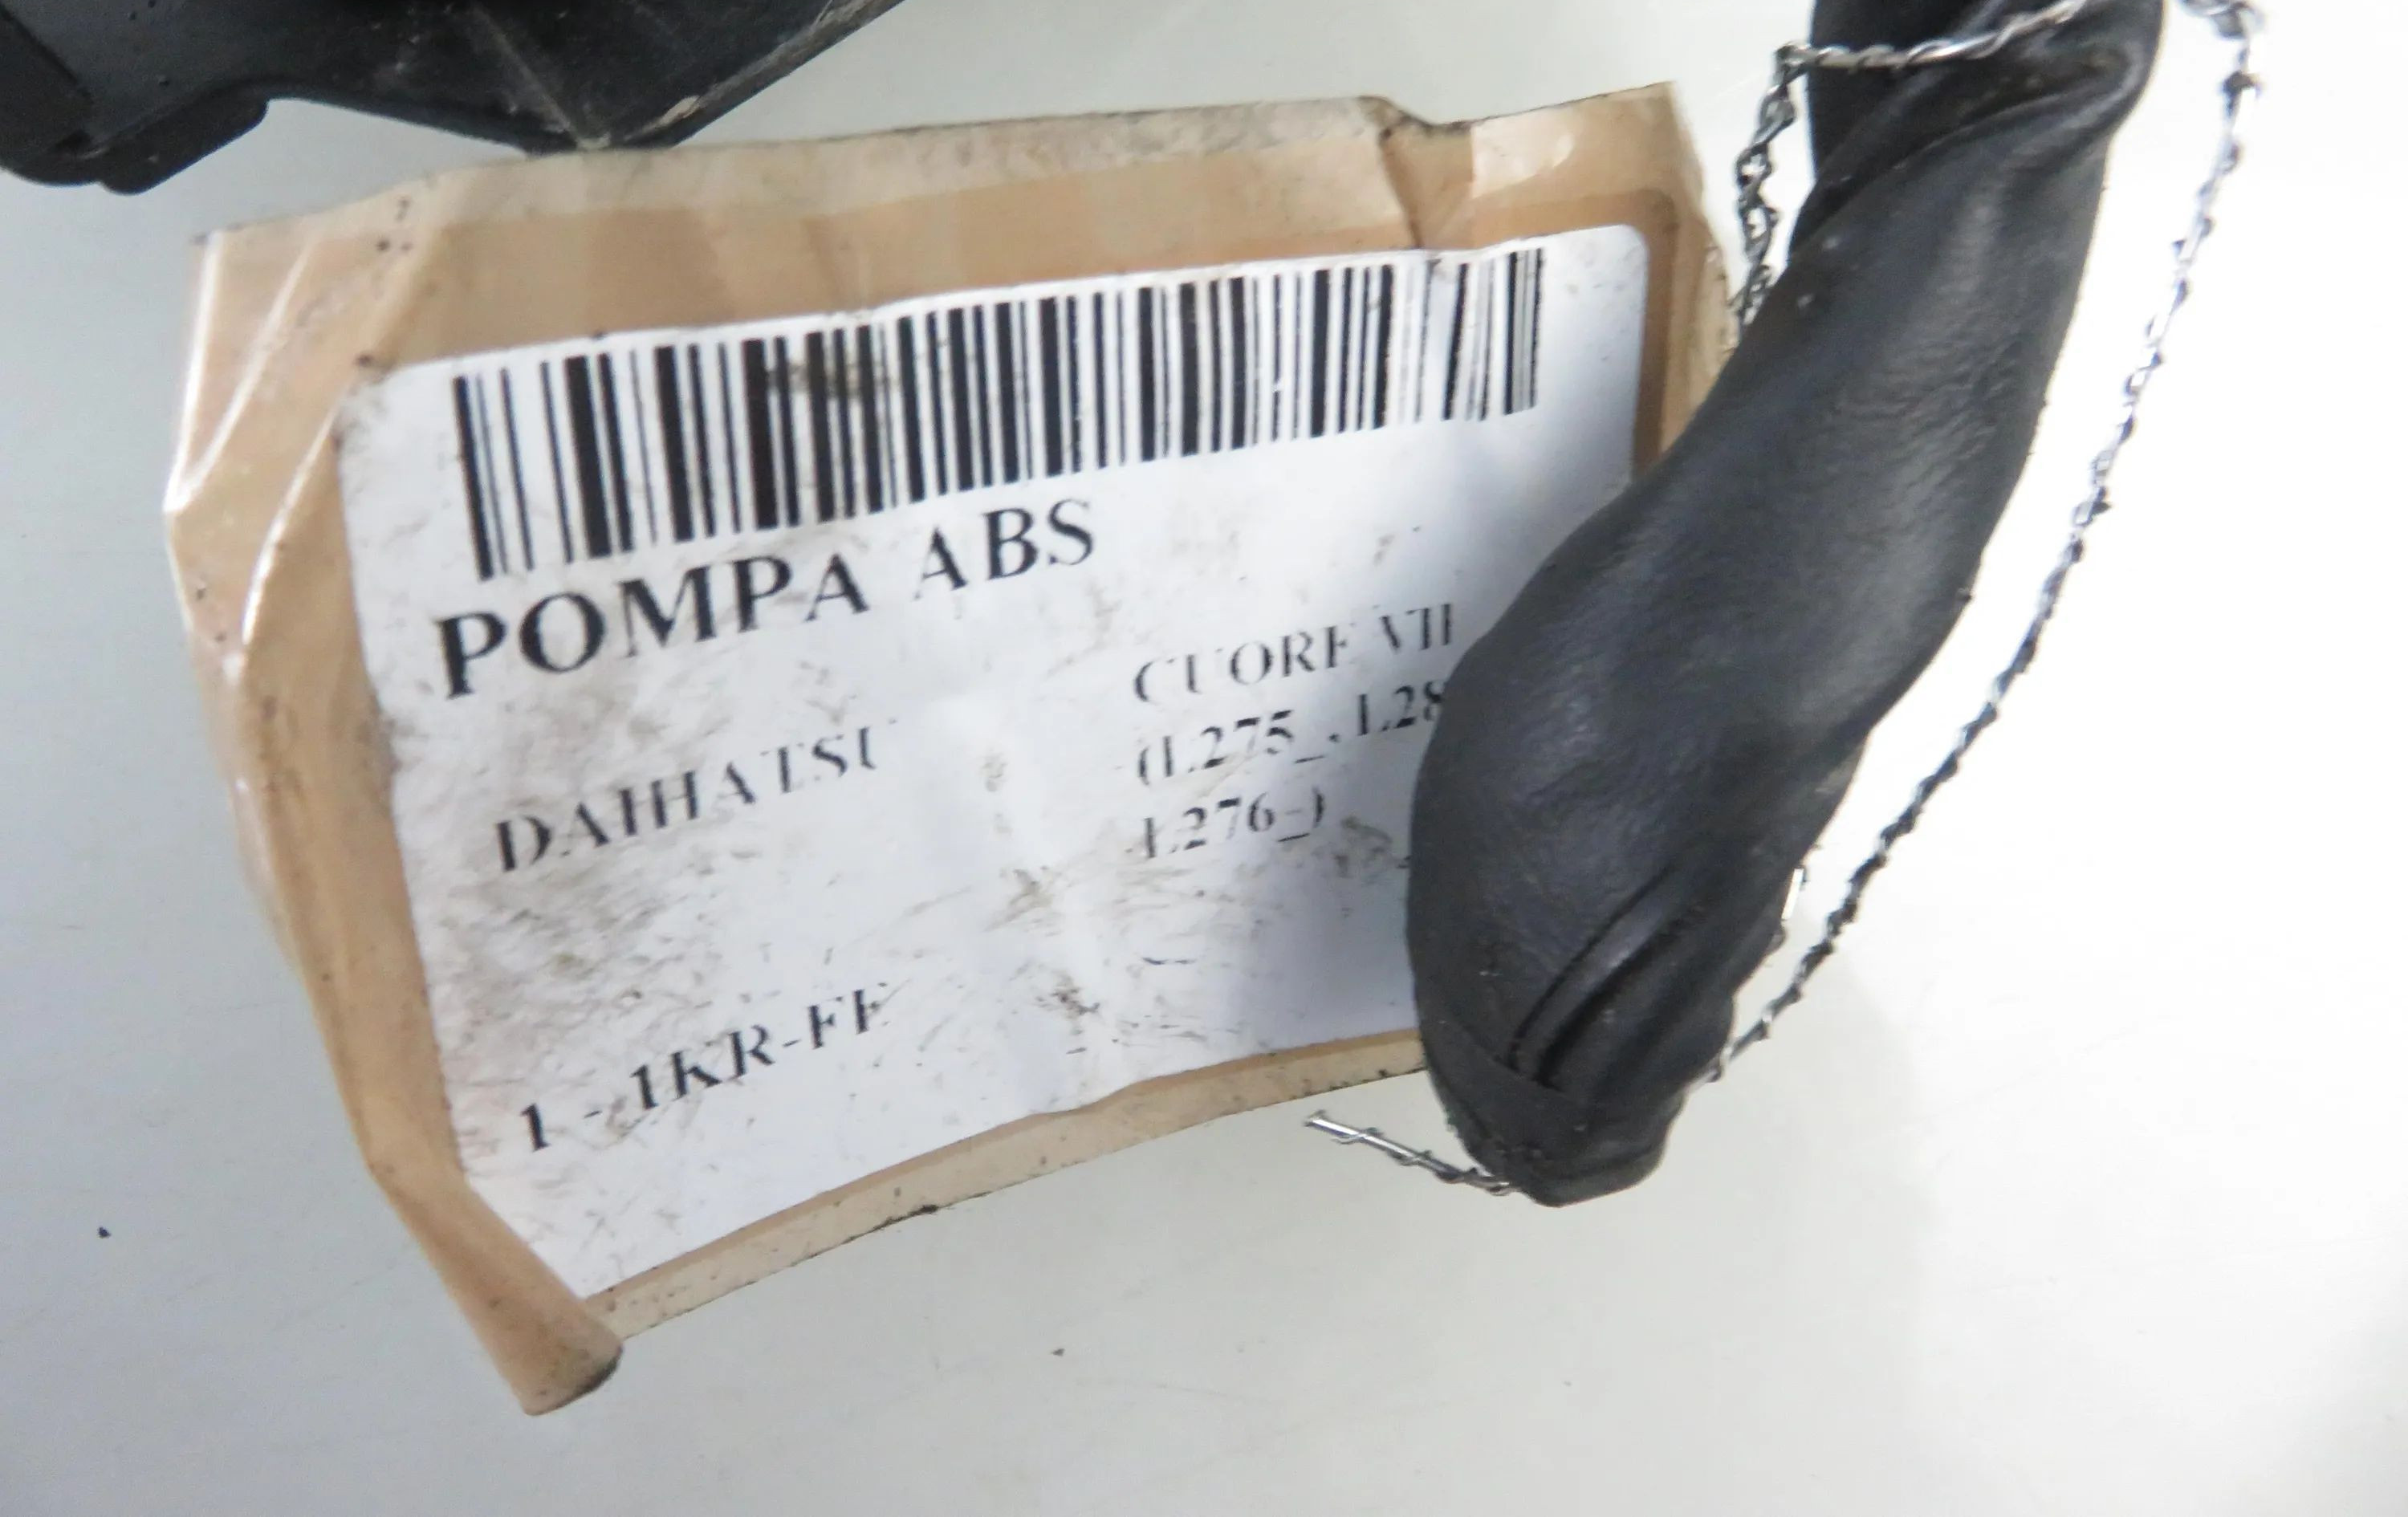 POMPA ABS
DAIHATSU
CUORE VII
(L275_, L28
L276_)
1 - 1KR-FE